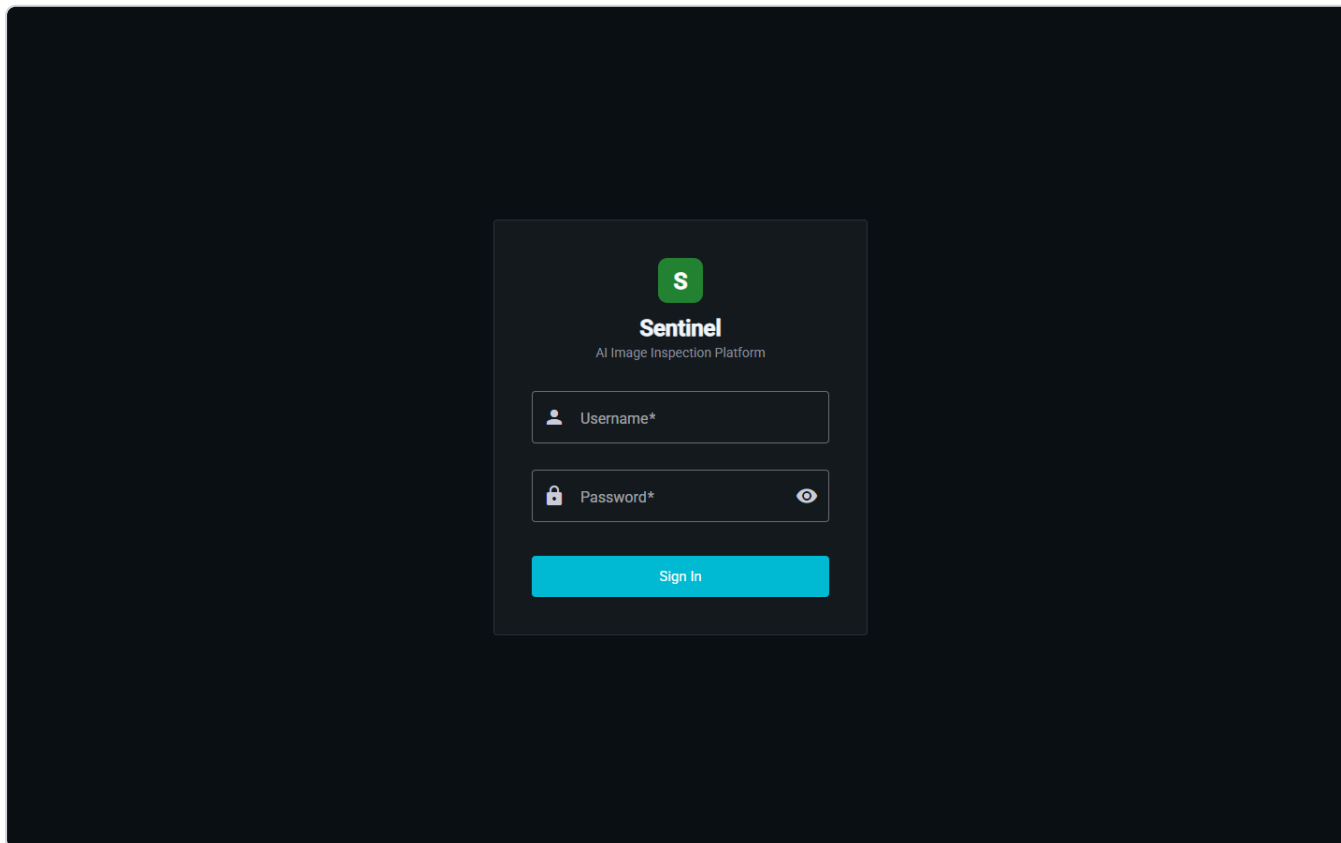 S
Sentinel
AI Image Inspection Platform
Username*
Password*
Sign In